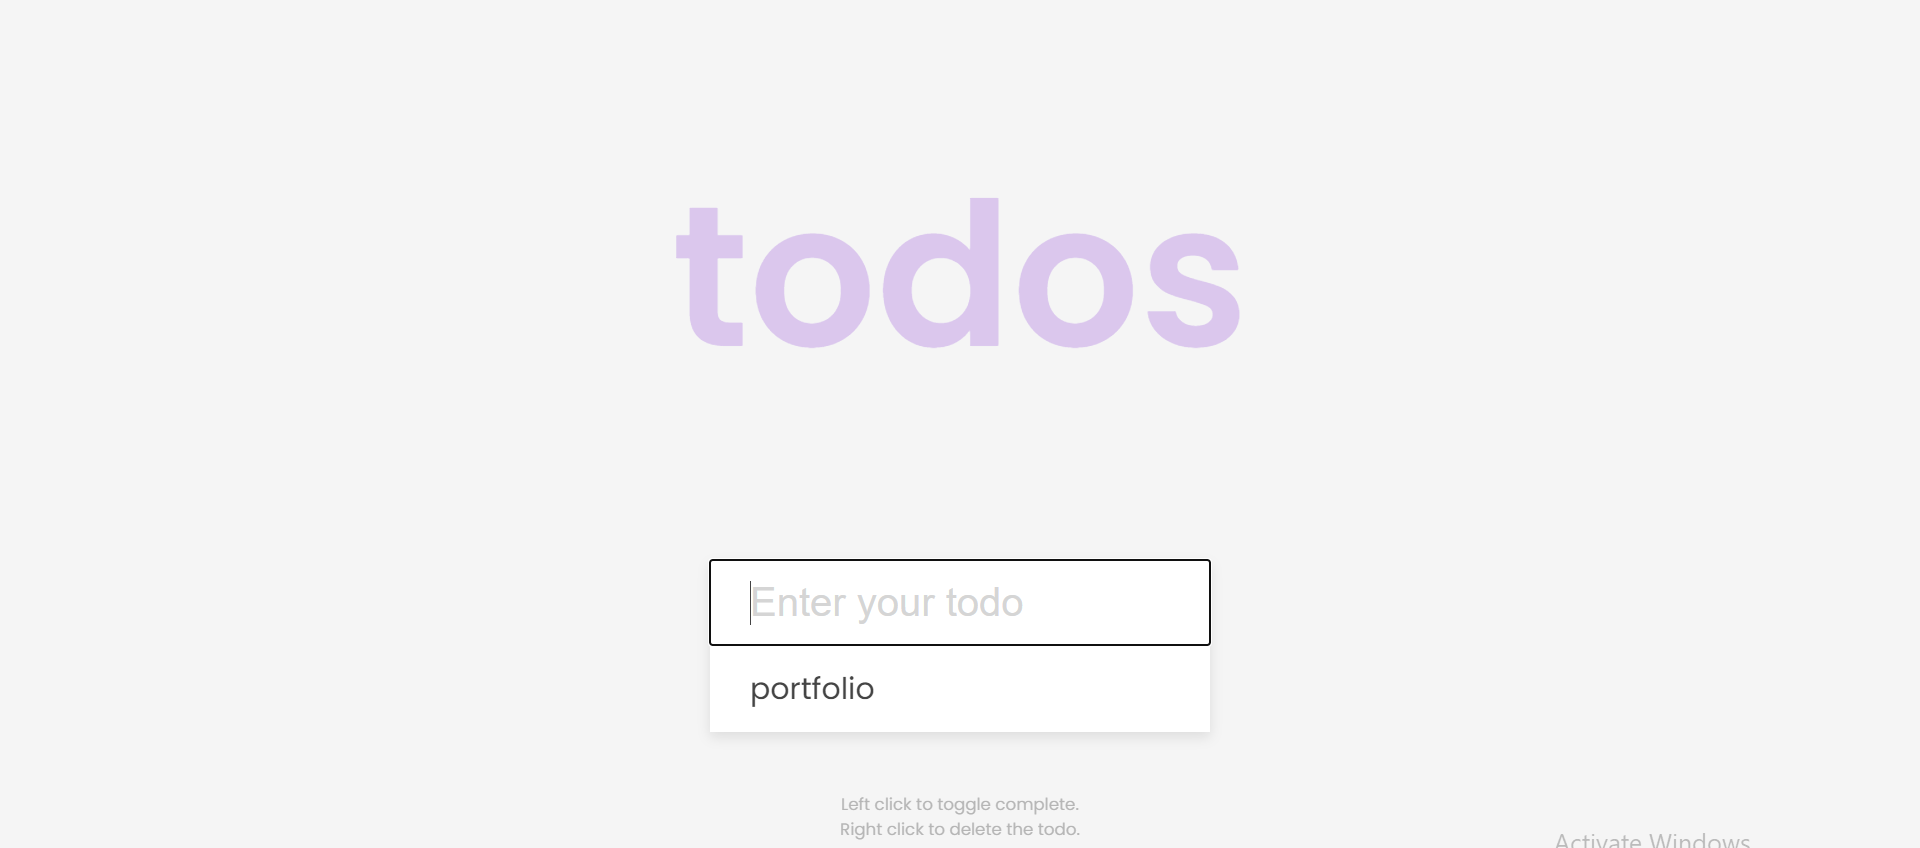 todos
Enter your todo
portfolio
Left click to toggle complete.
Right click to delete the todo.
Activate Windows